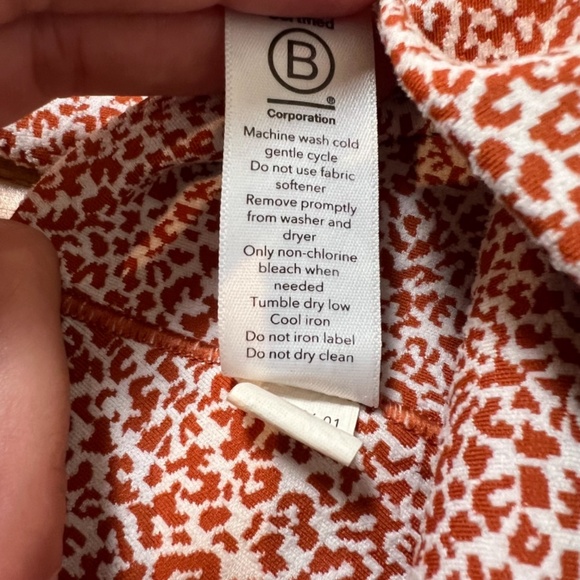 Certified
B
®
Corporation
Machine wash cold
gentle cycle
Do not use fabric
softener
Remove promptly
from washer and
dryer
Only non-chlorine
bleach when
needed
Tumble dry low
Cool iron
Do not iron label
Do not dry clean
01